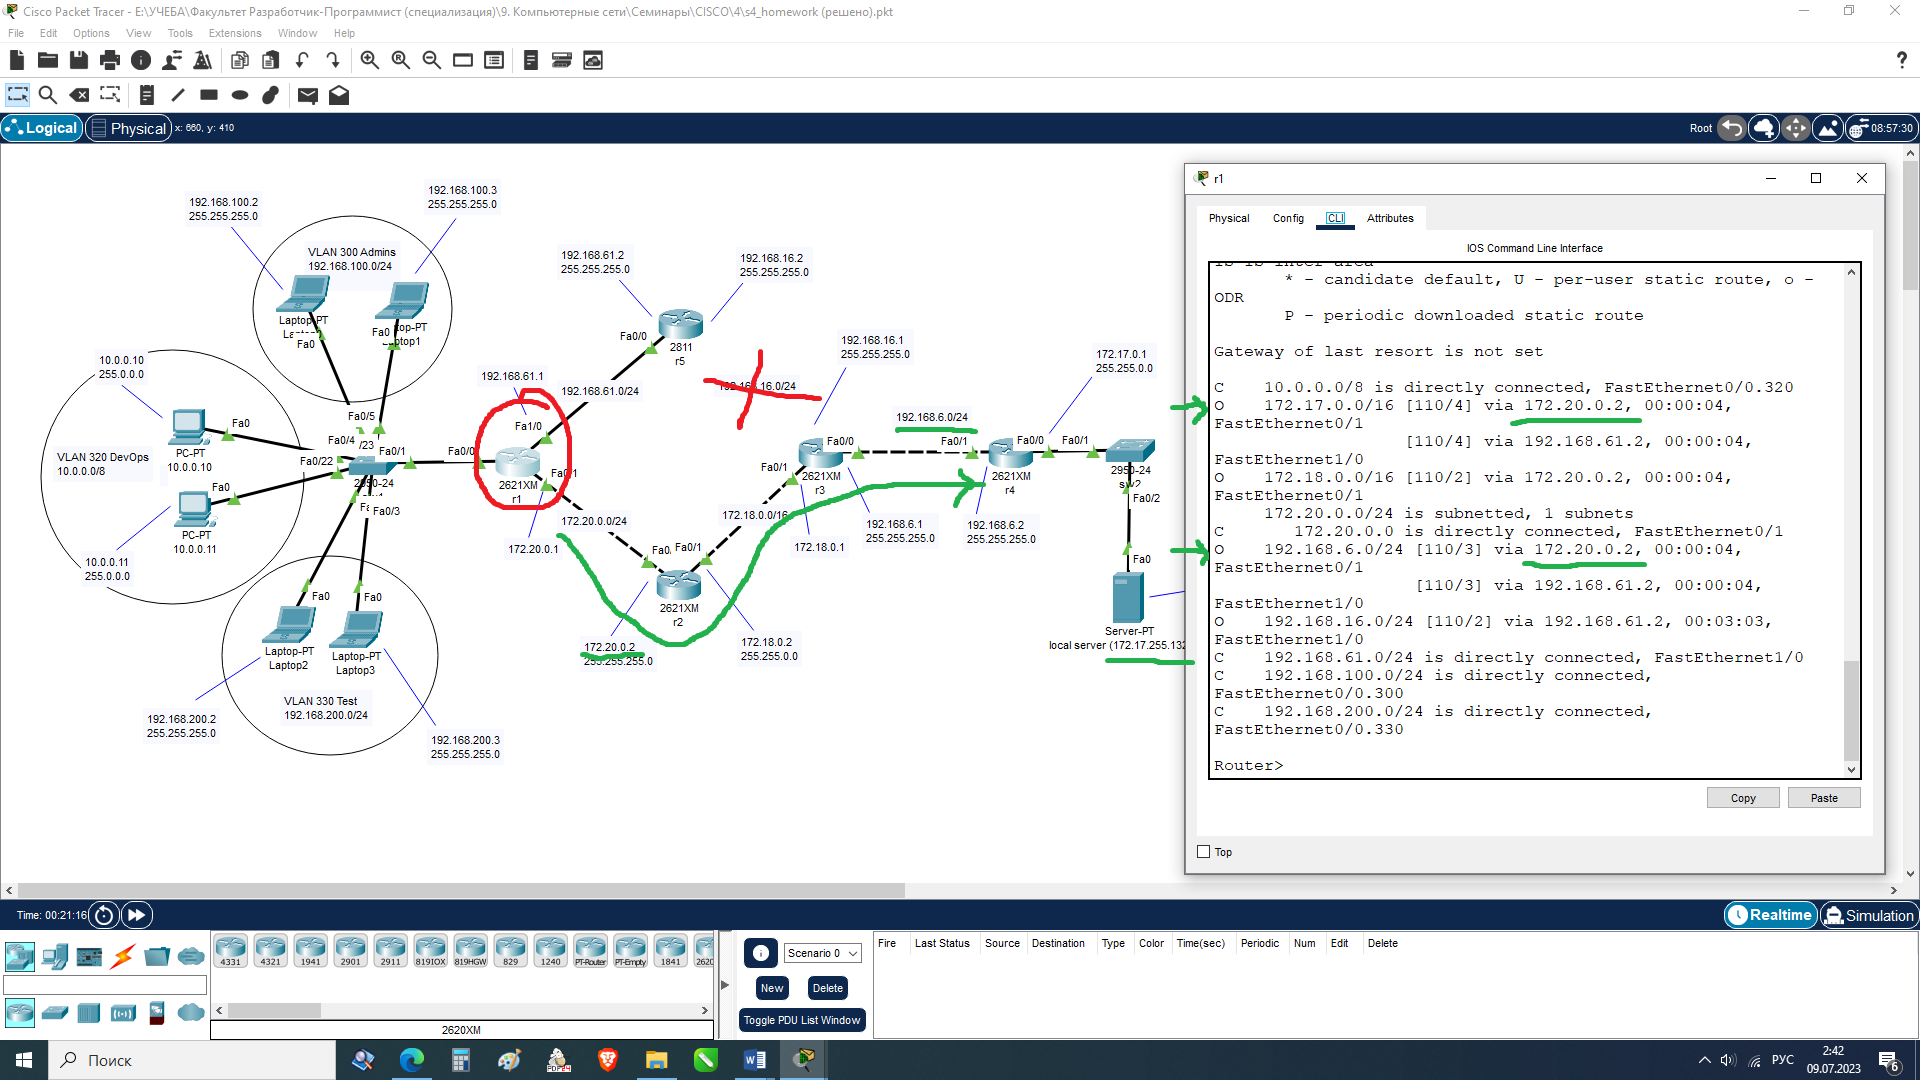 Cisco Packet Tracer - E:\УЧЕБА\Факультет Разработчик-Программист (специализация)\9. Компьютерные сети\Семинары\CISCO\4\s4_homework (решено).pkt
File Edit Options View Tools Extensions Window Help
Logical Physical x: 660, y: 410 Root 08:57:30
192.168.100.2
255.255.255.0
192.168.100.3
255.255.255.0
VLAN 300 Admins
192.168.100.0/24
Laptop-PT
Fa0
Fa0
top-PT
ptop1
10.0.0.10
255.0.0.0
Fa0
PC-PT
10.0.0.10
VLAN 320 DevOps
10.0.0.0/8
Fa0
PC-PT
10.0.0.11
10.0.0.11
255.0.0.0
Fa0/5
Fa0/4
/23
Fa0/1
Fa0/22
2950-24
Fa0/3
Fa0
Laptop-PT
Laptop2
Fa0
Laptop-PT
Laptop3
VLAN 330 Test
192.168.200.0/24
192.168.200.2
255.255.255.0
192.168.200.3
255.255.255.0
192.168.61.2
255.255.255.0
192.168.16.2
255.255.255.0
Fa0/0
2811
r5
192.168.61.1
192.168.61.0/24
Fa1/0
2621XM
r1
172.20.0.0/24
172.20.0.1
Fa0/1
2621XM
r2
172.20.0.2
255.255.255.0
172.18.0.2
255.255.0.0
172.18.0.0/16
172.18.0.1
192.168.16.1
255.255.255.0
Fa0/0
Fa0/1
2621XM
r3
192.168.6.0/24
192.168.6.1
255.255.255.0
Fa0/1
Fa0/0
2621XM
r4
192.168.6.2
255.255.255.0
172.17.0.1
255.255.0.0
Fa0/1
2950-24
Fa0/2
Fa0
Server-PT
local server (172.17.255.132
r1
Physical Config CLI Attributes
IOS Command Line Interface
* - candidate default, U - per-user static route, o -
ODR
P - periodic downloaded static route
Gateway of last resort is not set
C 10.0.0.0/8 is directly connected, FastEthernet0/0.320
O 172.17.0.0/16 [110/4] via 172.20.0.2, 00:00:04,
FastEthernet0/1
[110/4] via 192.168.61.2, 00:00:04,
FastEthernet1/0
O 172.18.0.0/16 [110/2] via 172.20.0.2, 00:00:04,
FastEthernet0/1
172.20.0.0/24 is subnetted, 1 subnets
C 172.20.0.0 is directly connected, FastEthernet0/1
O 192.168.6.0/24 [110/3] via 172.20.0.2, 00:00:04,
FastEthernet0/1
[110/3] via 192.168.61.2, 00:00:04,
FastEthernet1/0
O 192.168.16.0/24 [110/2] via 192.168.61.2, 00:03:03,
FastEthernet1/0
C 192.168.61.0/24 is directly connected, FastEthernet1/0
C 192.168.100.0/24 is directly connected,
FastEthernet0/0.300
C 192.168.200.0/24 is directly connected,
FastEthernet0/0.330
Router>
Copy Paste
Top
Time: 00:21:16
Realtime Simulation
4331 4321 1941 2901 2911 819IOX 819HGW 829 1240 PT-Router PT-Empty 1841 2620
2620XM
Scenario 0
New Delete
Toggle PDU List Window
Fire Last Status Source Destination Type Color Time(sec) Periodic Num Edit Delete
Поиск
РУС
2:42
09.07.2023
6